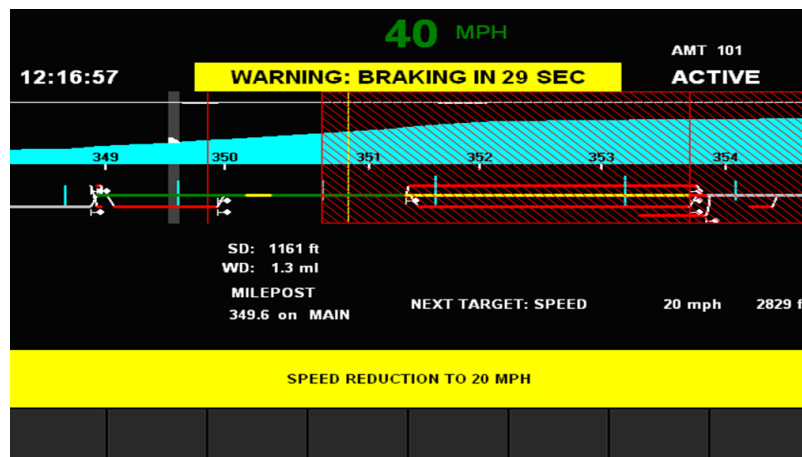 40 MPH
AMT 101
12:16:57
WARNING: BRAKING IN 29 SEC
ACTIVE
349 350 351 352 353 354
SD: 1161 ft
WD: 1.3 ml
MILEPOST
349.6 on MAIN
NEXT TARGET: SPEED 20 mph 2829 f
SPEED REDUCTION TO 20 MPH